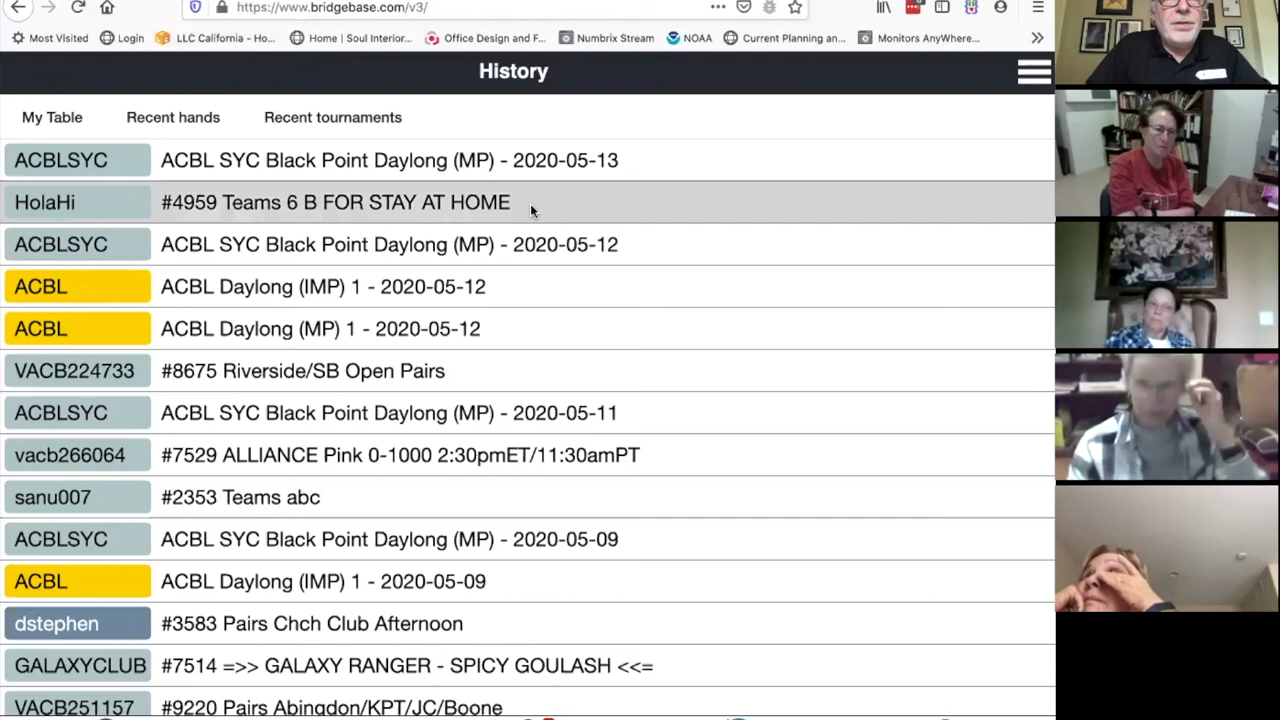 https://www.bridgebase.com/v3/
Most Visited Login LLC California - Ho... Home | Soul Interior... Office Design and F... Numbrix Stream NOAA Current Planning an... Monitors AnyWhere...
History
My Table Recent hands Recent tournaments
ACBLSYC ACBL SYC Black Point Daylong (MP) - 2020-05-13
HolaHi #4959 Teams 6 B FOR STAY AT HOME
ACBLSYC ACBL SYC Black Point Daylong (MP) - 2020-05-12
ACBL ACBL Daylong (IMP) 1 - 2020-05-12
ACBL ACBL Daylong (MP) 1 - 2020-05-12
VACB224733 #8675 Riverside/SB Open Pairs
ACBLSYC ACBL SYC Black Point Daylong (MP) - 2020-05-11
vacb266064 #7529 ALLIANCE Pink 0-1000 2:30pmET/11:30amPT
sanu007 #2353 Teams abc
ACBLSYC ACBL SYC Black Point Daylong (MP) - 2020-05-09
ACBL ACBL Daylong (IMP) 1 - 2020-05-09
dstephen #3583 Pairs Chch Club Afternoon
GALAXYCLUB #7514 =>> GALAXY RANGER - SPICY GOULASH <<=
VACB251157 #9220 Pairs Abingdon/KPT/JC/Boone